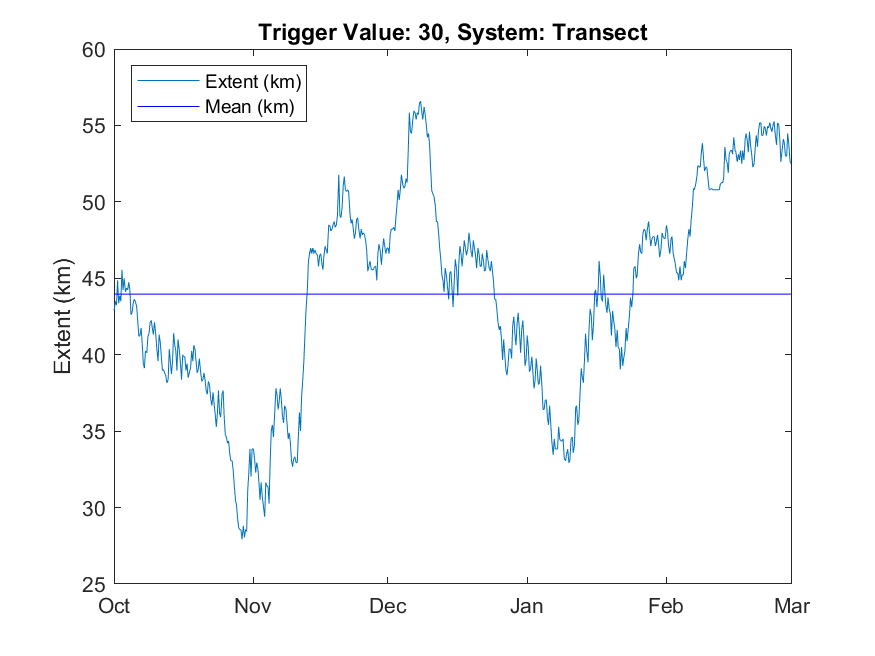 Trigger Value: 30, System: Transect
60
Extent (km)
Mean (km)
55
50
45
40
35
30
25
Extent (km)
Oct Nov Dec Jan Feb Mar